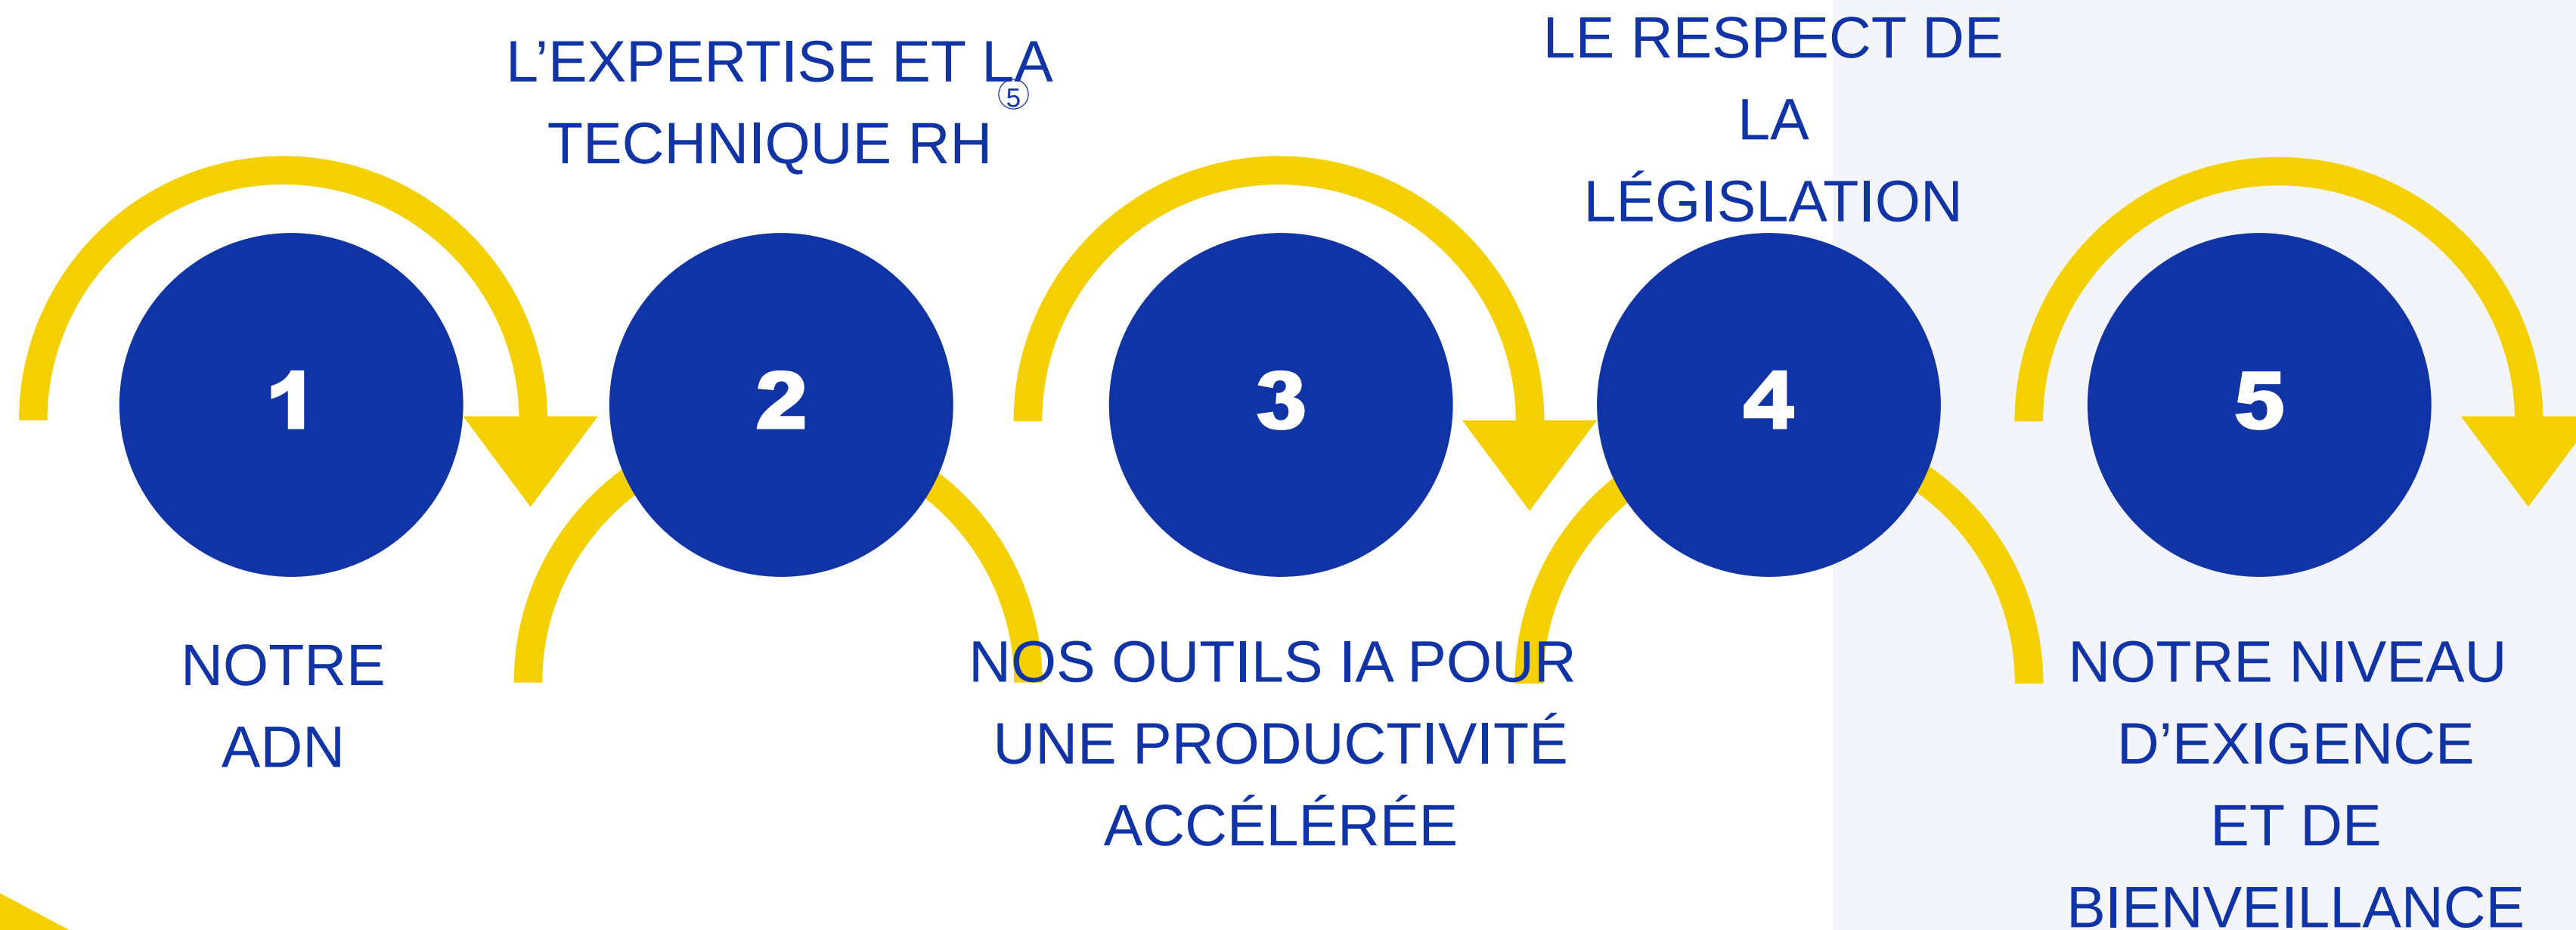 1
NOTRE
ADN
L’EXPERTISE ET LA
⑤
TECHNIQUE RH
2
3
NOS OUTILS IA POUR
UNE PRODUCTIVITÉ
ACCÉLÉRÉE
LE RESPECT DE
LA
LÉGISLATION
4
5
NOTRE NIVEAU
D’EXIGENCE
ET DE
BIENVEILLANCE